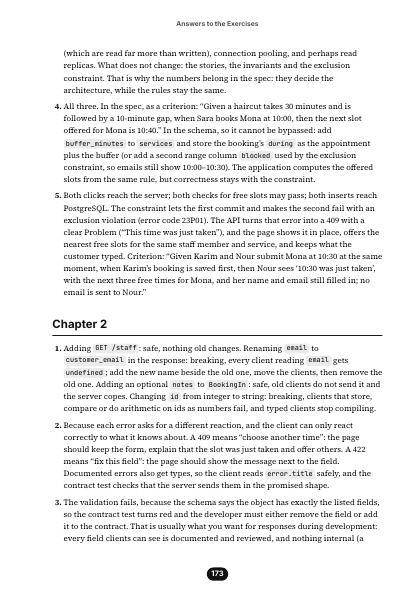 Answers to the Exercises
(which are read far more than written), connection pooling, and perhaps read
replicas. What does not change: the stories, the invariants and the exclusion
constraint. That is why the numbers belong in the spec: they decide the
architecture, while the rules stay the same.
4. All three. In the spec, as a criterion: “Given a haircut takes 30 minutes and is
followed by a 10-minute gap, when Sara books Mona at 10:00, then the next slot
offered for Mona is 10:40.” In the schema, so it cannot be bypassed: add
buffer_minutes to services and store the booking’s during as the appointment
plus the buffer (or add a second range column blocked used by the exclusion
constraint, so emails still show 10:00–10:30). The application computes the offered
slots from the same rule, but correctness stays with the constraint.
5. Both clicks reach the server; both checks for free slots may pass; both inserts reach
PostgreSQL. The constraint lets the first commit and makes the second fail with an
exclusion violation (error code 23P01). The API turns that error into a 409 with a
clear Problem (“This time was just taken”), and the page shows it in place, offers the
nearest free slots for the same staff member and service, and keeps what the
customer typed. Criterion: “Given Karim and Nour submit Mona at 10:30 at the same
moment, when Karim’s booking is saved first, then Nour sees ‘10:30 was just taken’,
with the next three free times for Mona, and her name and email still filled in; no
email is sent to Nour.”
Chapter 2
1. Adding GET /staff: safe, nothing old changes. Renaming email to
customer_email in the response: breaking, every client reading email gets
undefined; add the new name beside the old one, move the clients, then remove the
old one. Adding an optional notes to BookingIn: safe, old clients do not send it and
the server copes. Changing id from integer to string: breaking, clients that store,
compare or do arithmetic on ids as numbers fail, and typed clients stop compiling.
2. Because each error asks for a different reaction, and the client can only react
correctly to what it knows about. A 409 means “choose another time”: the page
should keep the form, explain that the slot was just taken and offer others. A 422
means “fix this field”: the page should show the message next to the field.
Documented errors also get types, so the client reads error.title safely, and the
contract test checks that the server sends them in the promised shape.
3. The validation fails, because the schema says the object has exactly the listed fields,
so the contract test turns red and the developer must either remove the field or add
it to the contract. That is usually what you want for responses during development:
every field clients can see is documented and reviewed, and nothing internal (a
173